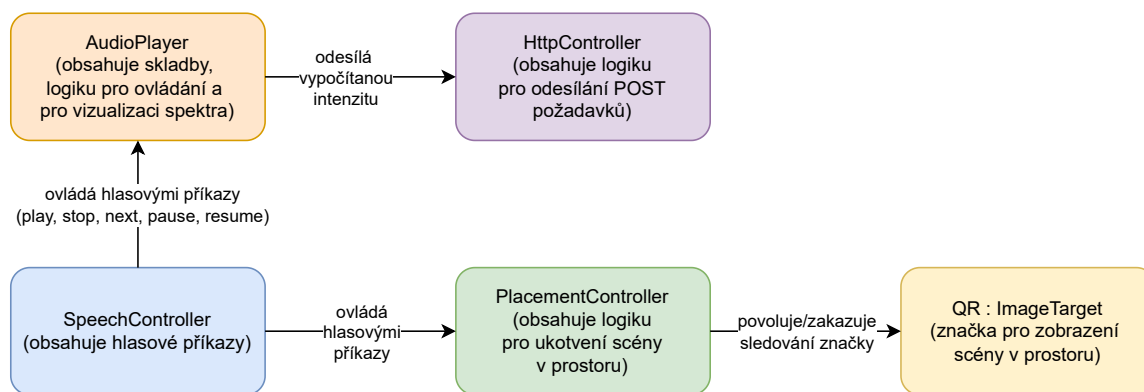 AudioPlayer
(obsahuje skladby,
logiku pro ovládání a
pro vizualizaci spektra)
odesílá
vypočítanou
intenzitu
HttpController
(obsahuje logiku
pro odesílání POST
požadavků)
ovládá hlasovými příkazy
(play, stop, next, pause, resume)
SpeechController
(obsahuje hlasové příkazy)
ovládá
hlasovými
příkazy
PlacementController
(obsahuje logiku
pro ukotvení scény
v prostoru)
povoluje/zakazuje
sledování značky
QR : ImageTarget
(značka pro zobrazení
scény v prostoru)